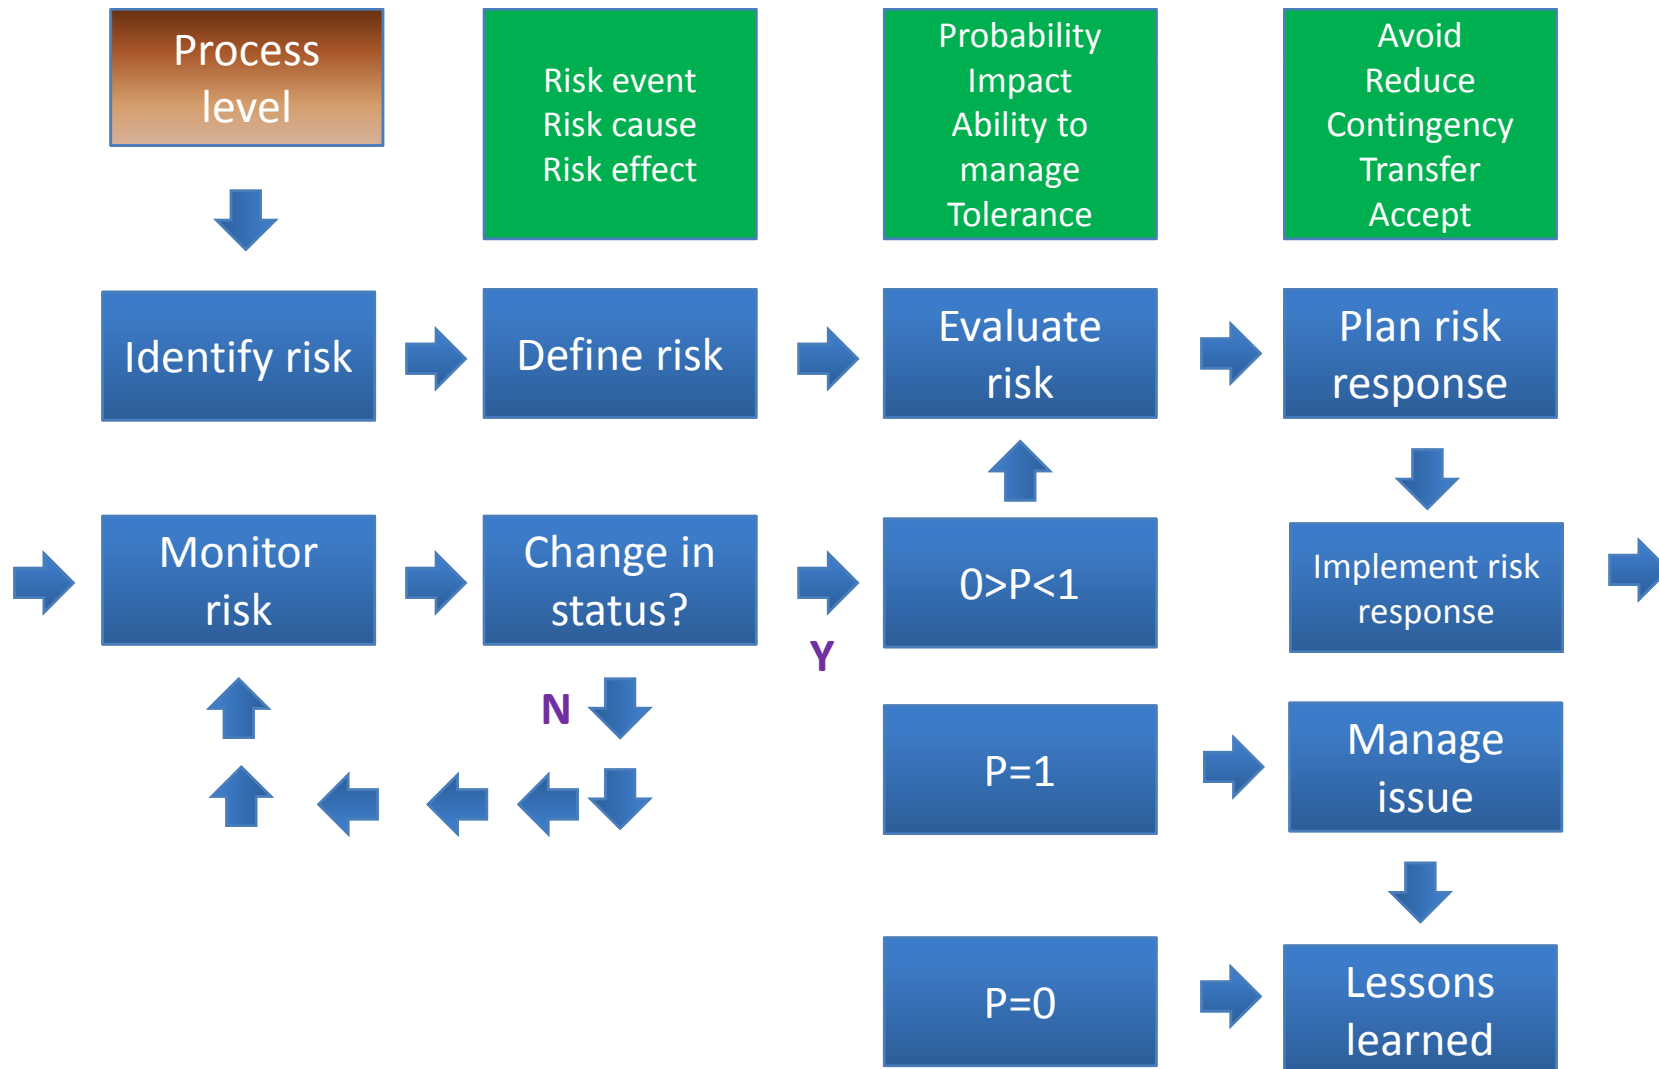 Process
level
Risk event
Risk cause
Risk effect
Probability
Impact
Ability to
manage
Tolerance
Avoid
Reduce
Contingency
Transfer
Accept
Identify risk
Define risk
Evaluate
risk
Plan risk
response
Monitor
risk
Change in
status?
Y
N
0>P<1
Implement risk
response
P=1
Manage
issue
P=0
Lessons
learned